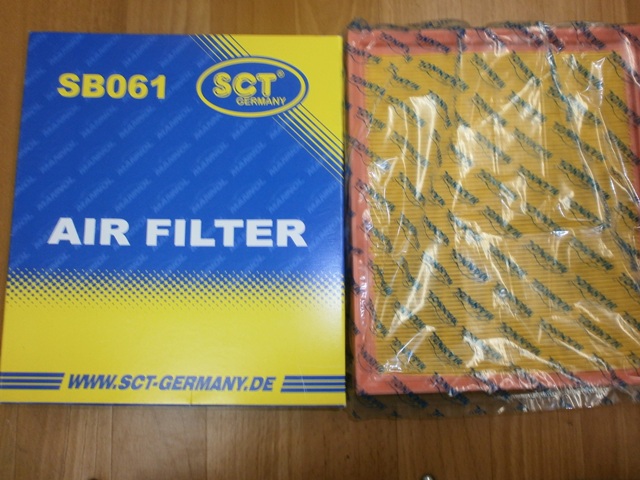 SB061
SCT®
GERMANY
AIR FILTER
WWW.SCT-GERMANY.DE